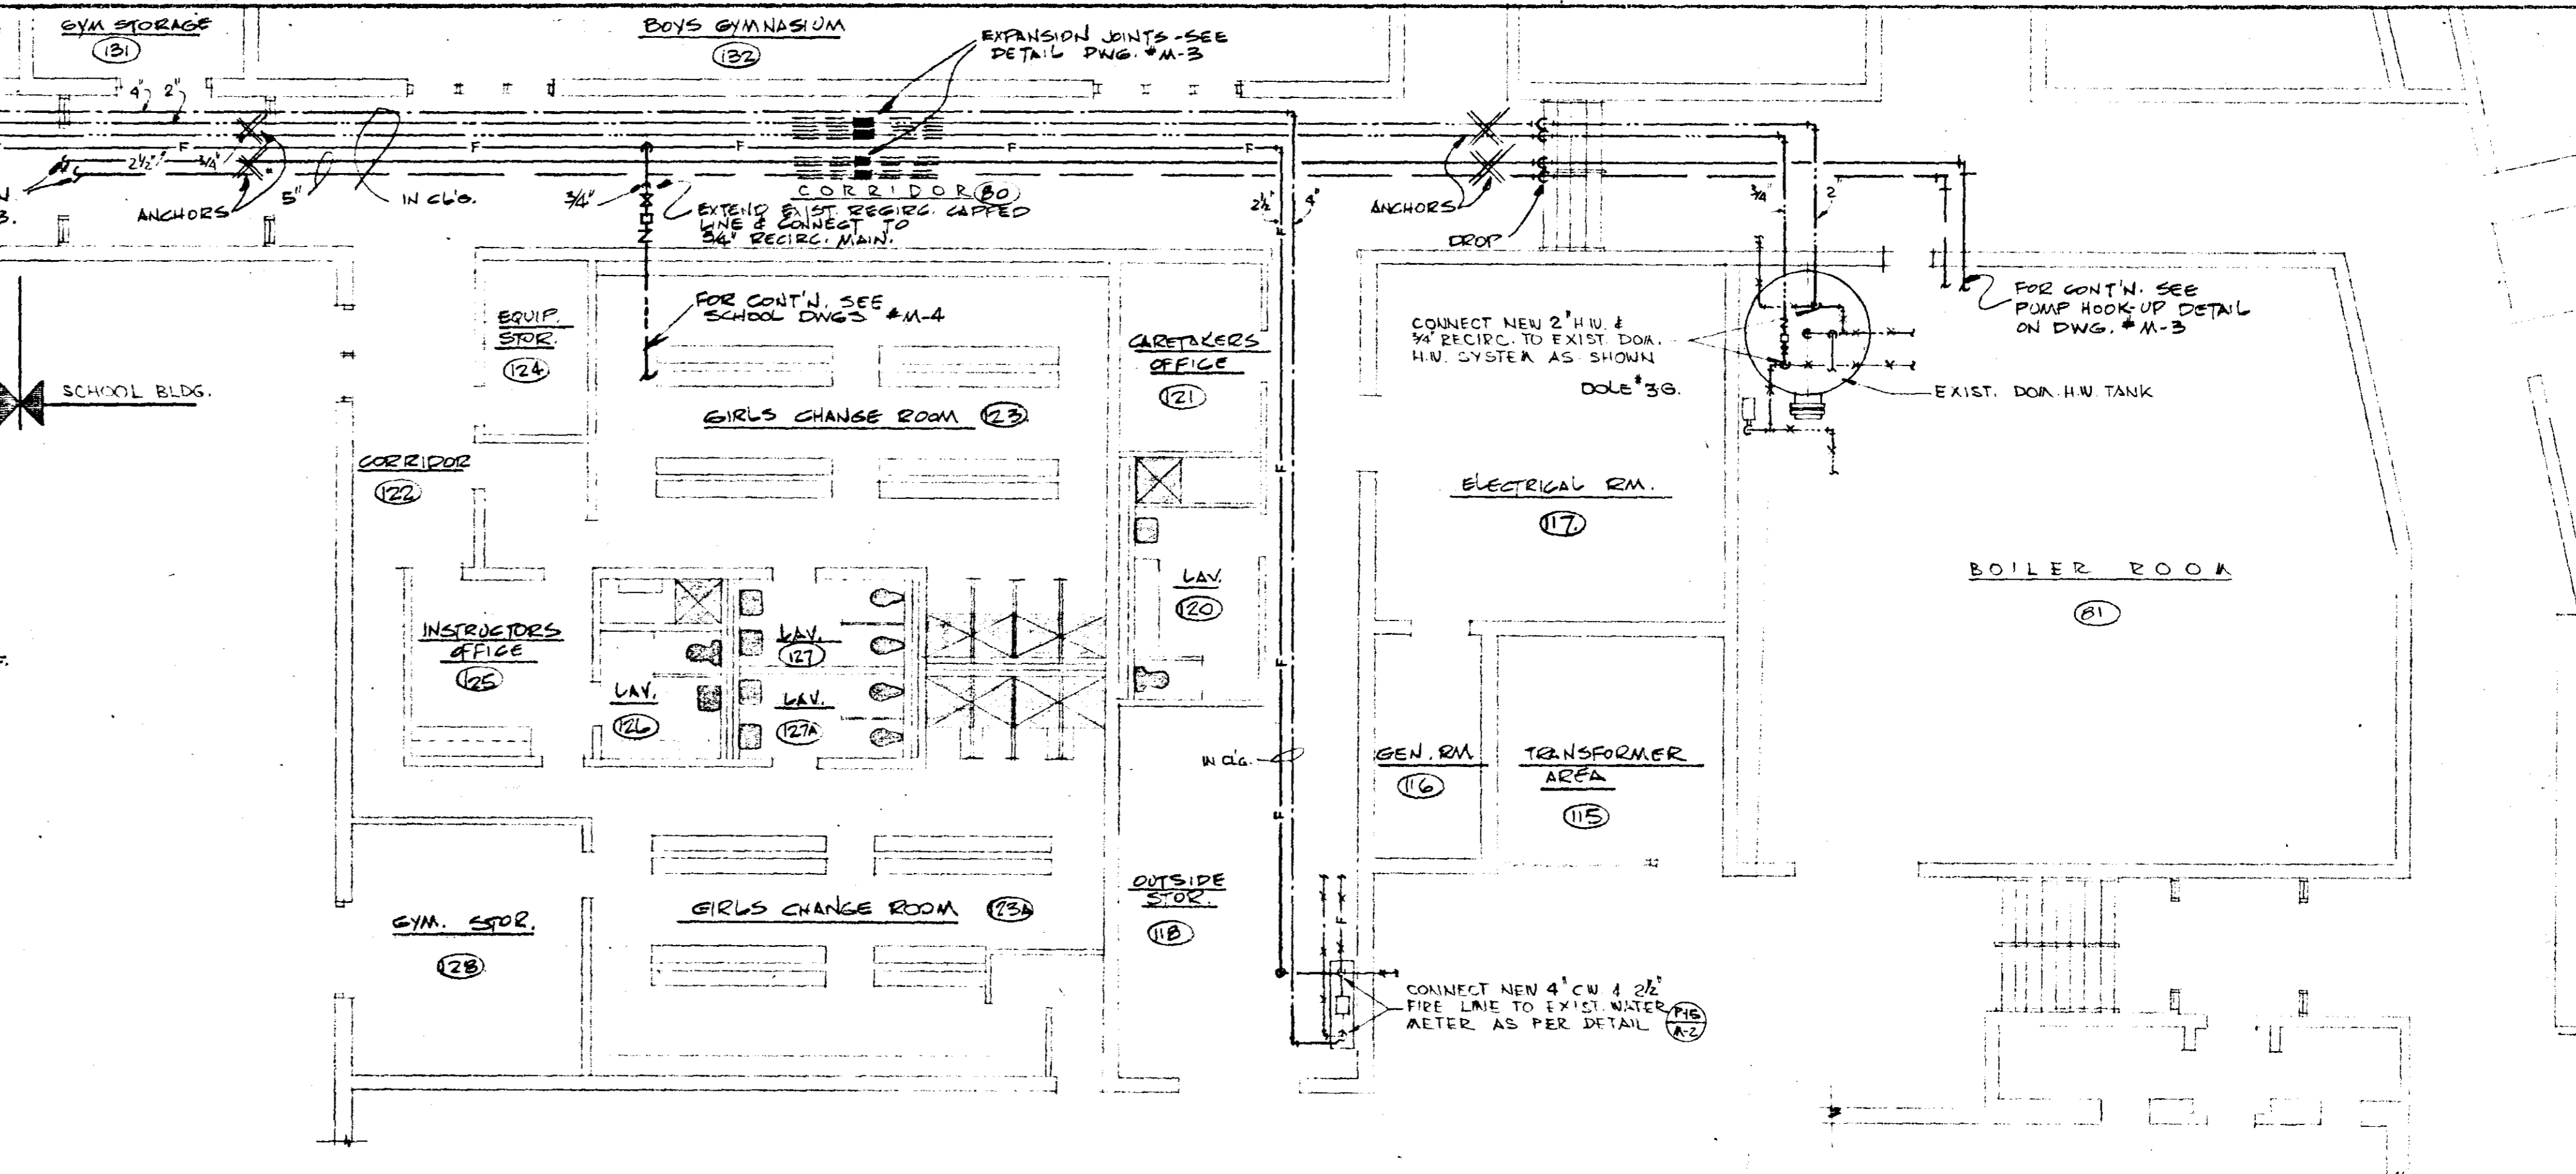 GYM STORAGE
131
BOYS GYMNASIUM
132
EXPANSION JOINTS - SEE
DETAIL DWG. #M-3
4" 2"
2½" 3/4"
F F F F F
5"
ANCHORS
IN CL'G.
3/4"
CORRIDOR 80
EXTEND EXIST. RECIRC. CAPPED
LINE & CONNECT TO
3/4" RECIRC. MAIN.
2½" 4"
ANCHORS
DROP
3/4" 2"
FOR CONT'N. SEE
SCHOOL DWGS #M-4
FOR CONT'N. SEE
PUMP HOOK-UP DETAIL
ON DWG. #M-3
CONNECT NEW 2" H.W. &
3/4" RECIRC. TO EXIST. DOM.
H.W. SYSTEM AS SHOWN
DOLE #3G.
EXIST. DOM. H.W. TANK
SCHOOL BLDG.
EQUIP.
STOR.
124
CARETAKERS
OFFICE
121
GIRLS CHANGE ROOM 123
CORRIDOR
122
ELECTRICAL RM.
117
BOILER ROOM
81
LAV.
120
INSTRUCTORS
OFFICE
125
LAV.
127
LAV.
126
LAV.
127A
F
F
F
IN CL'G.
GEN. RM
116
TRANSFORMER
AREA
115
OUTSIDE
STOR.
118
GIRLS CHANGE ROOM 123A
GYM. STOR.
128
F
CONNECT NEW 4" C.W. & 2½"
FIRE LINE TO EXIST. WATER
METER AS PER DETAIL
M-2